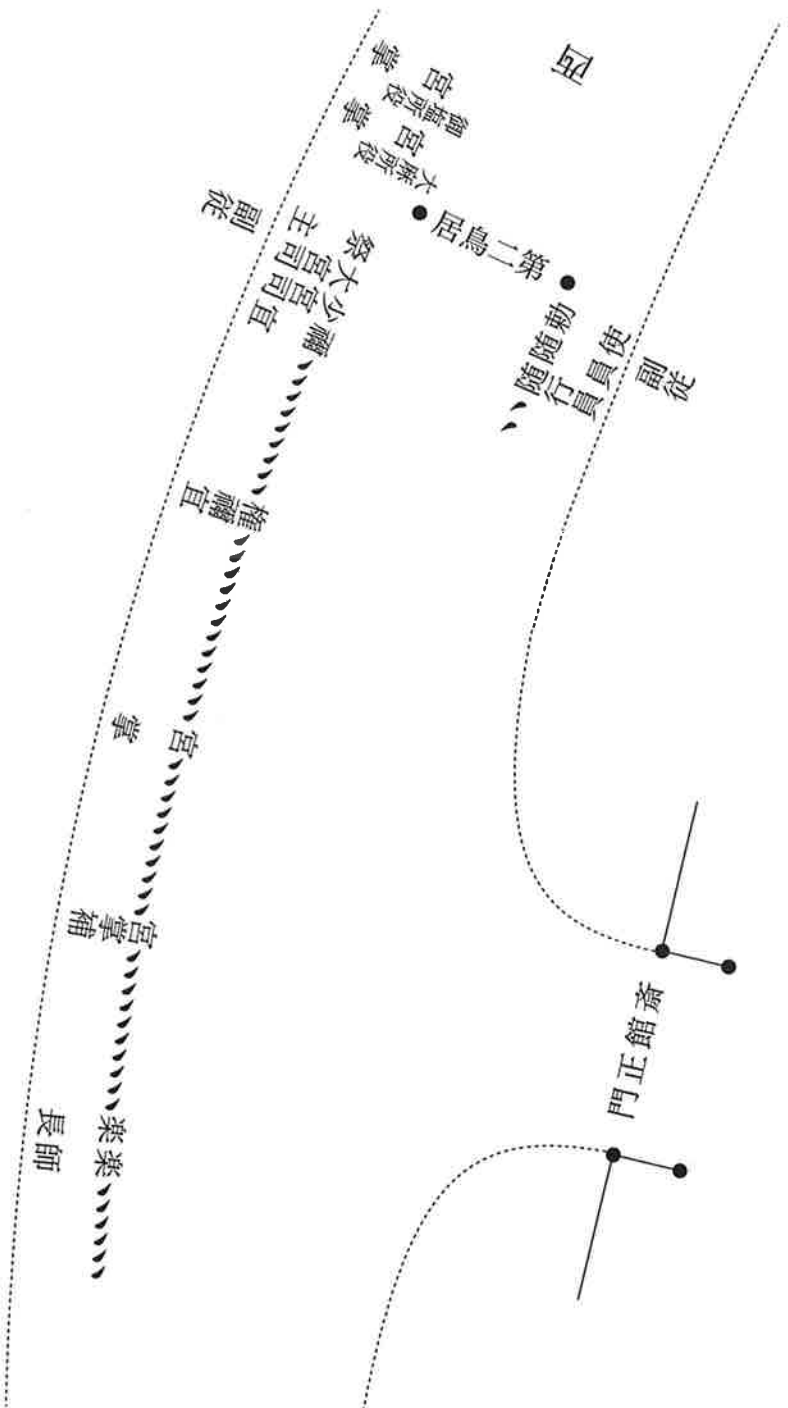 西
御塩所役
宮掌
大麻所役
宮掌
第二鳥居
祭主
大宮司
少宮司
禰宜
副従
勅使
随員
随行員
副従
権禰宜
宮掌
宮掌補
楽長
楽師
斎館正門